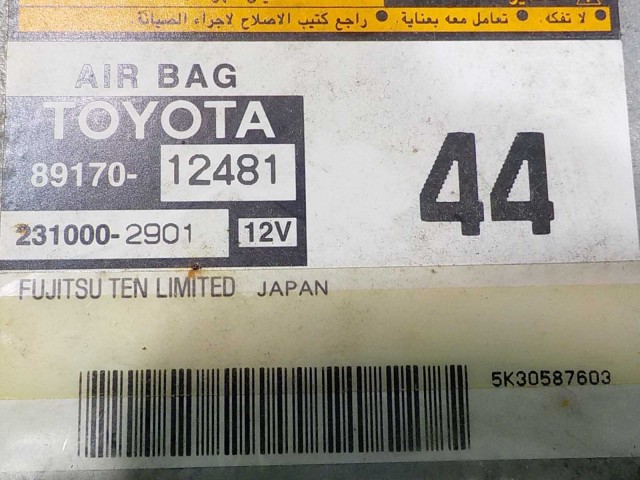 • لا تفكه. • تعامل معه بعناية. • راجع كتيب الاصلاح لاجراء الصيانة
AIR BAG
TOYOTA
89170-12481
44
231000-2901 12V
FUJITSU TEN LIMITED JAPAN
5K30587603